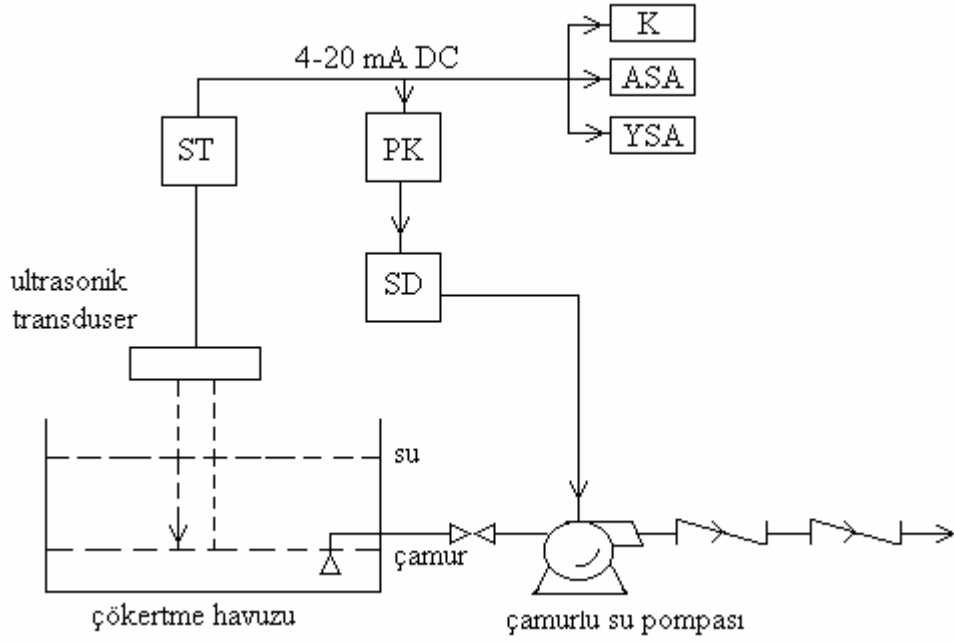 K
4-20 mA DC
ASA
YSA
ST
PK
SD
ultrasonik
transduser
su
çamur
çökertme havuzu
çamurlu su pompası